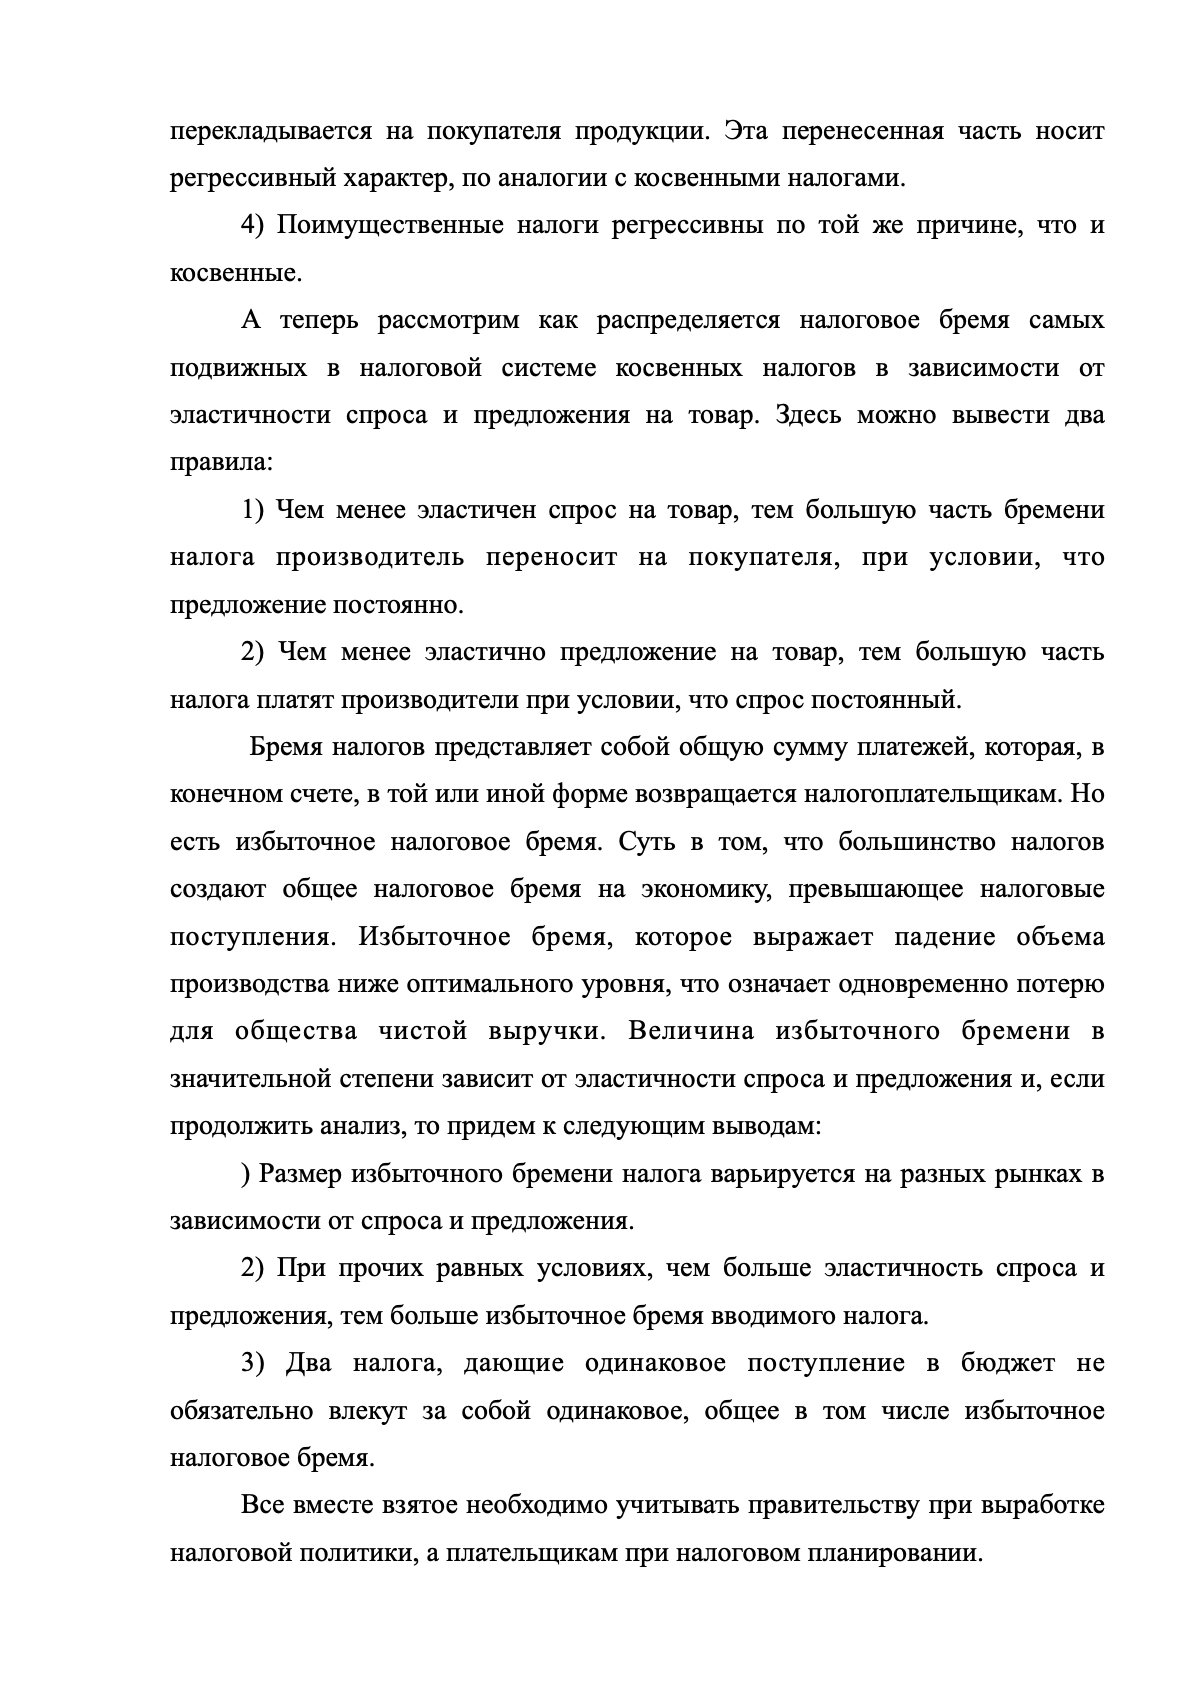 перекладывается на покупателя продукции. Эта перенесенная часть носит
регрессивный характер, по аналогии с косвенными налогами.
4) Поимущественные налоги регрессивны по той же причине, что и
косвенные.
А теперь рассмотрим как распределяется налоговое бремя самых
подвижных в налоговой системе косвенных налогов в зависимости от
эластичности спроса и предложения на товар. Здесь можно вывести два
правила:
1) Чем менее эластичен спрос на товар, тем большую часть бремени
налога производитель переносит на покупателя, при условии, что
предложение постоянно.
2) Чем менее эластично предложение на товар, тем большую часть
налога платят производители при условии, что спрос постоянный.
Бремя налогов представляет собой общую сумму платежей, которая, в
конечном счете, в той или иной форме возвращается налогоплательщикам. Но
есть избыточное налоговое бремя. Суть в том, что большинство налогов
создают общее налоговое бремя на экономику, превышающее налоговые
поступления. Избыточное бремя, которое выражает падение объема
производства ниже оптимального уровня, что означает одновременно потерю
для общества чистой выручки. Величина избыточного бремени в
значительной степени зависит от эластичности спроса и предложения и, если
продолжить анализ, то придем к следующим выводам:
) Размер избыточного бремени налога варьируется на разных рынках в
зависимости от спроса и предложения.
2) При прочих равных условиях, чем больше эластичность спроса и
предложения, тем больше избыточное бремя вводимого налога.
3) Два налога, дающие одинаковое поступление в бюджет не
обязательно влекут за собой одинаковое, общее в том числе избыточное
налоговое бремя.
Все вместе взятое необходимо учитывать правительству при выработке
налоговой политики, а плательщикам при налоговом планировании.